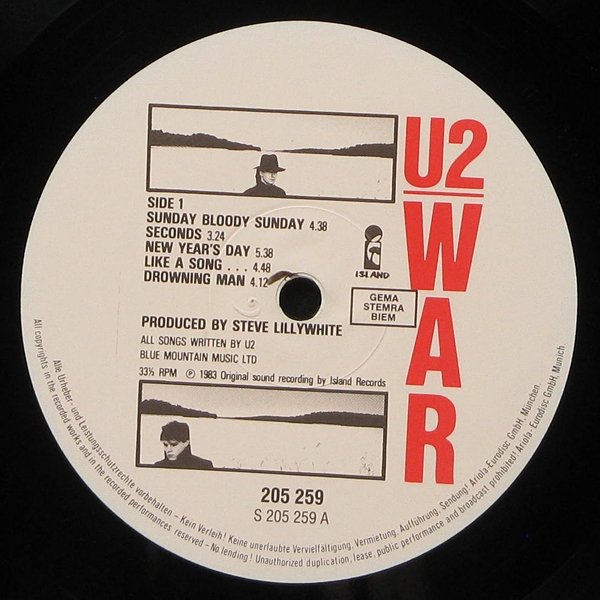 U2
WAR
SIDE 1
SUNDAY BLOODY SUNDAY 4.38
SECONDS 3.24
NEW YEAR'S DAY 5.38
LIKE A SONG . . . 4.48
DROWNING MAN 4.12
ISLAND
GEMA
STEMRA
BIEM
PRODUCED BY STEVE LILLYWHITE
ALL SONGS WRITTEN BY U2
BLUE MOUNTAIN MUSIC LTD
33⅓ RPM ℗ 1983 Original sound recording by Island Records
205 259
S 205 259 A
Alle Urheber- und Leistungsschutzrechte vorbehalten – Kein Verleih! Keine unerlaubte Vervielfältigung, Vermietung, Aufführung, Sendung! Ariola-Eurodisc GmbH, München
All copyrights in the recorded works and in the recorded performances reserved – No lending! Unauthorized duplication, lease, public performance and broadcast prohibited! Ariola-Eurodisc GmbH, Munich